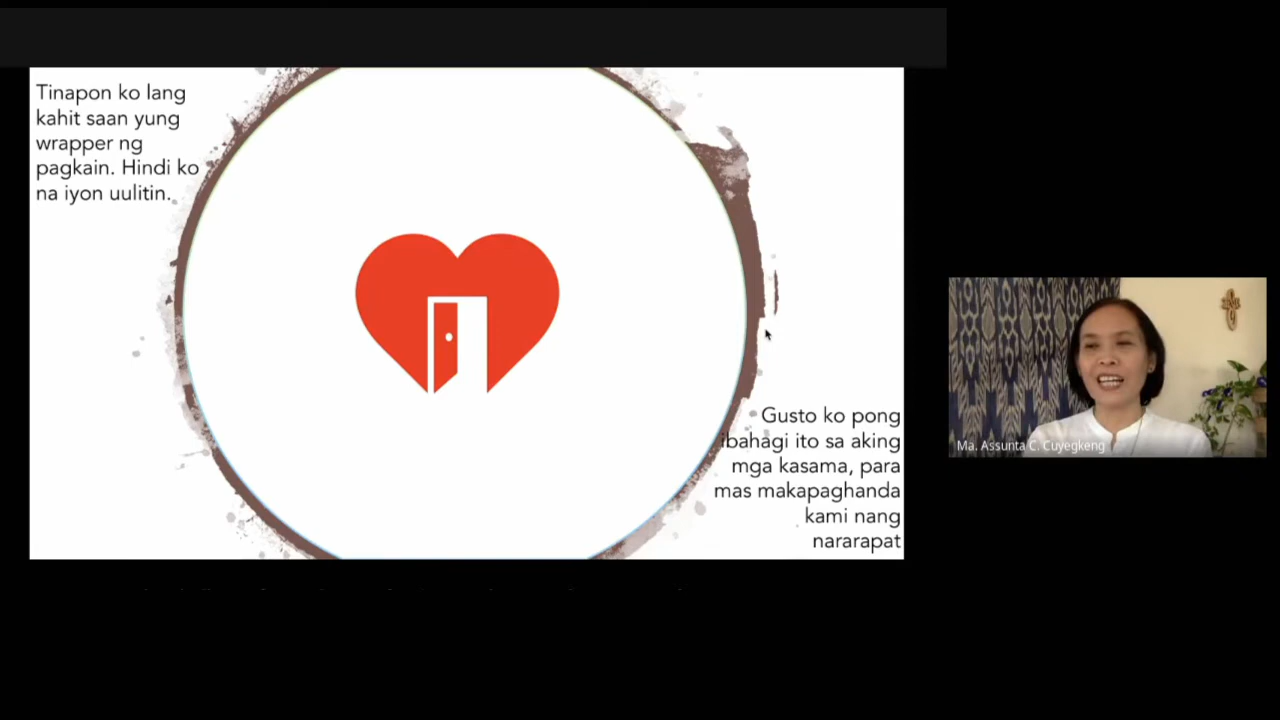 Tinapon ko lang
kahit saan yung
wrapper ng
pagkain. Hindi ko
na iyon uulitin.
Gusto ko pong
ibahagi ito sa aking
mga kasama, para
mas makapaghanda
kami nang
nararapat
Ma. Assunta C. Cuyegkeng